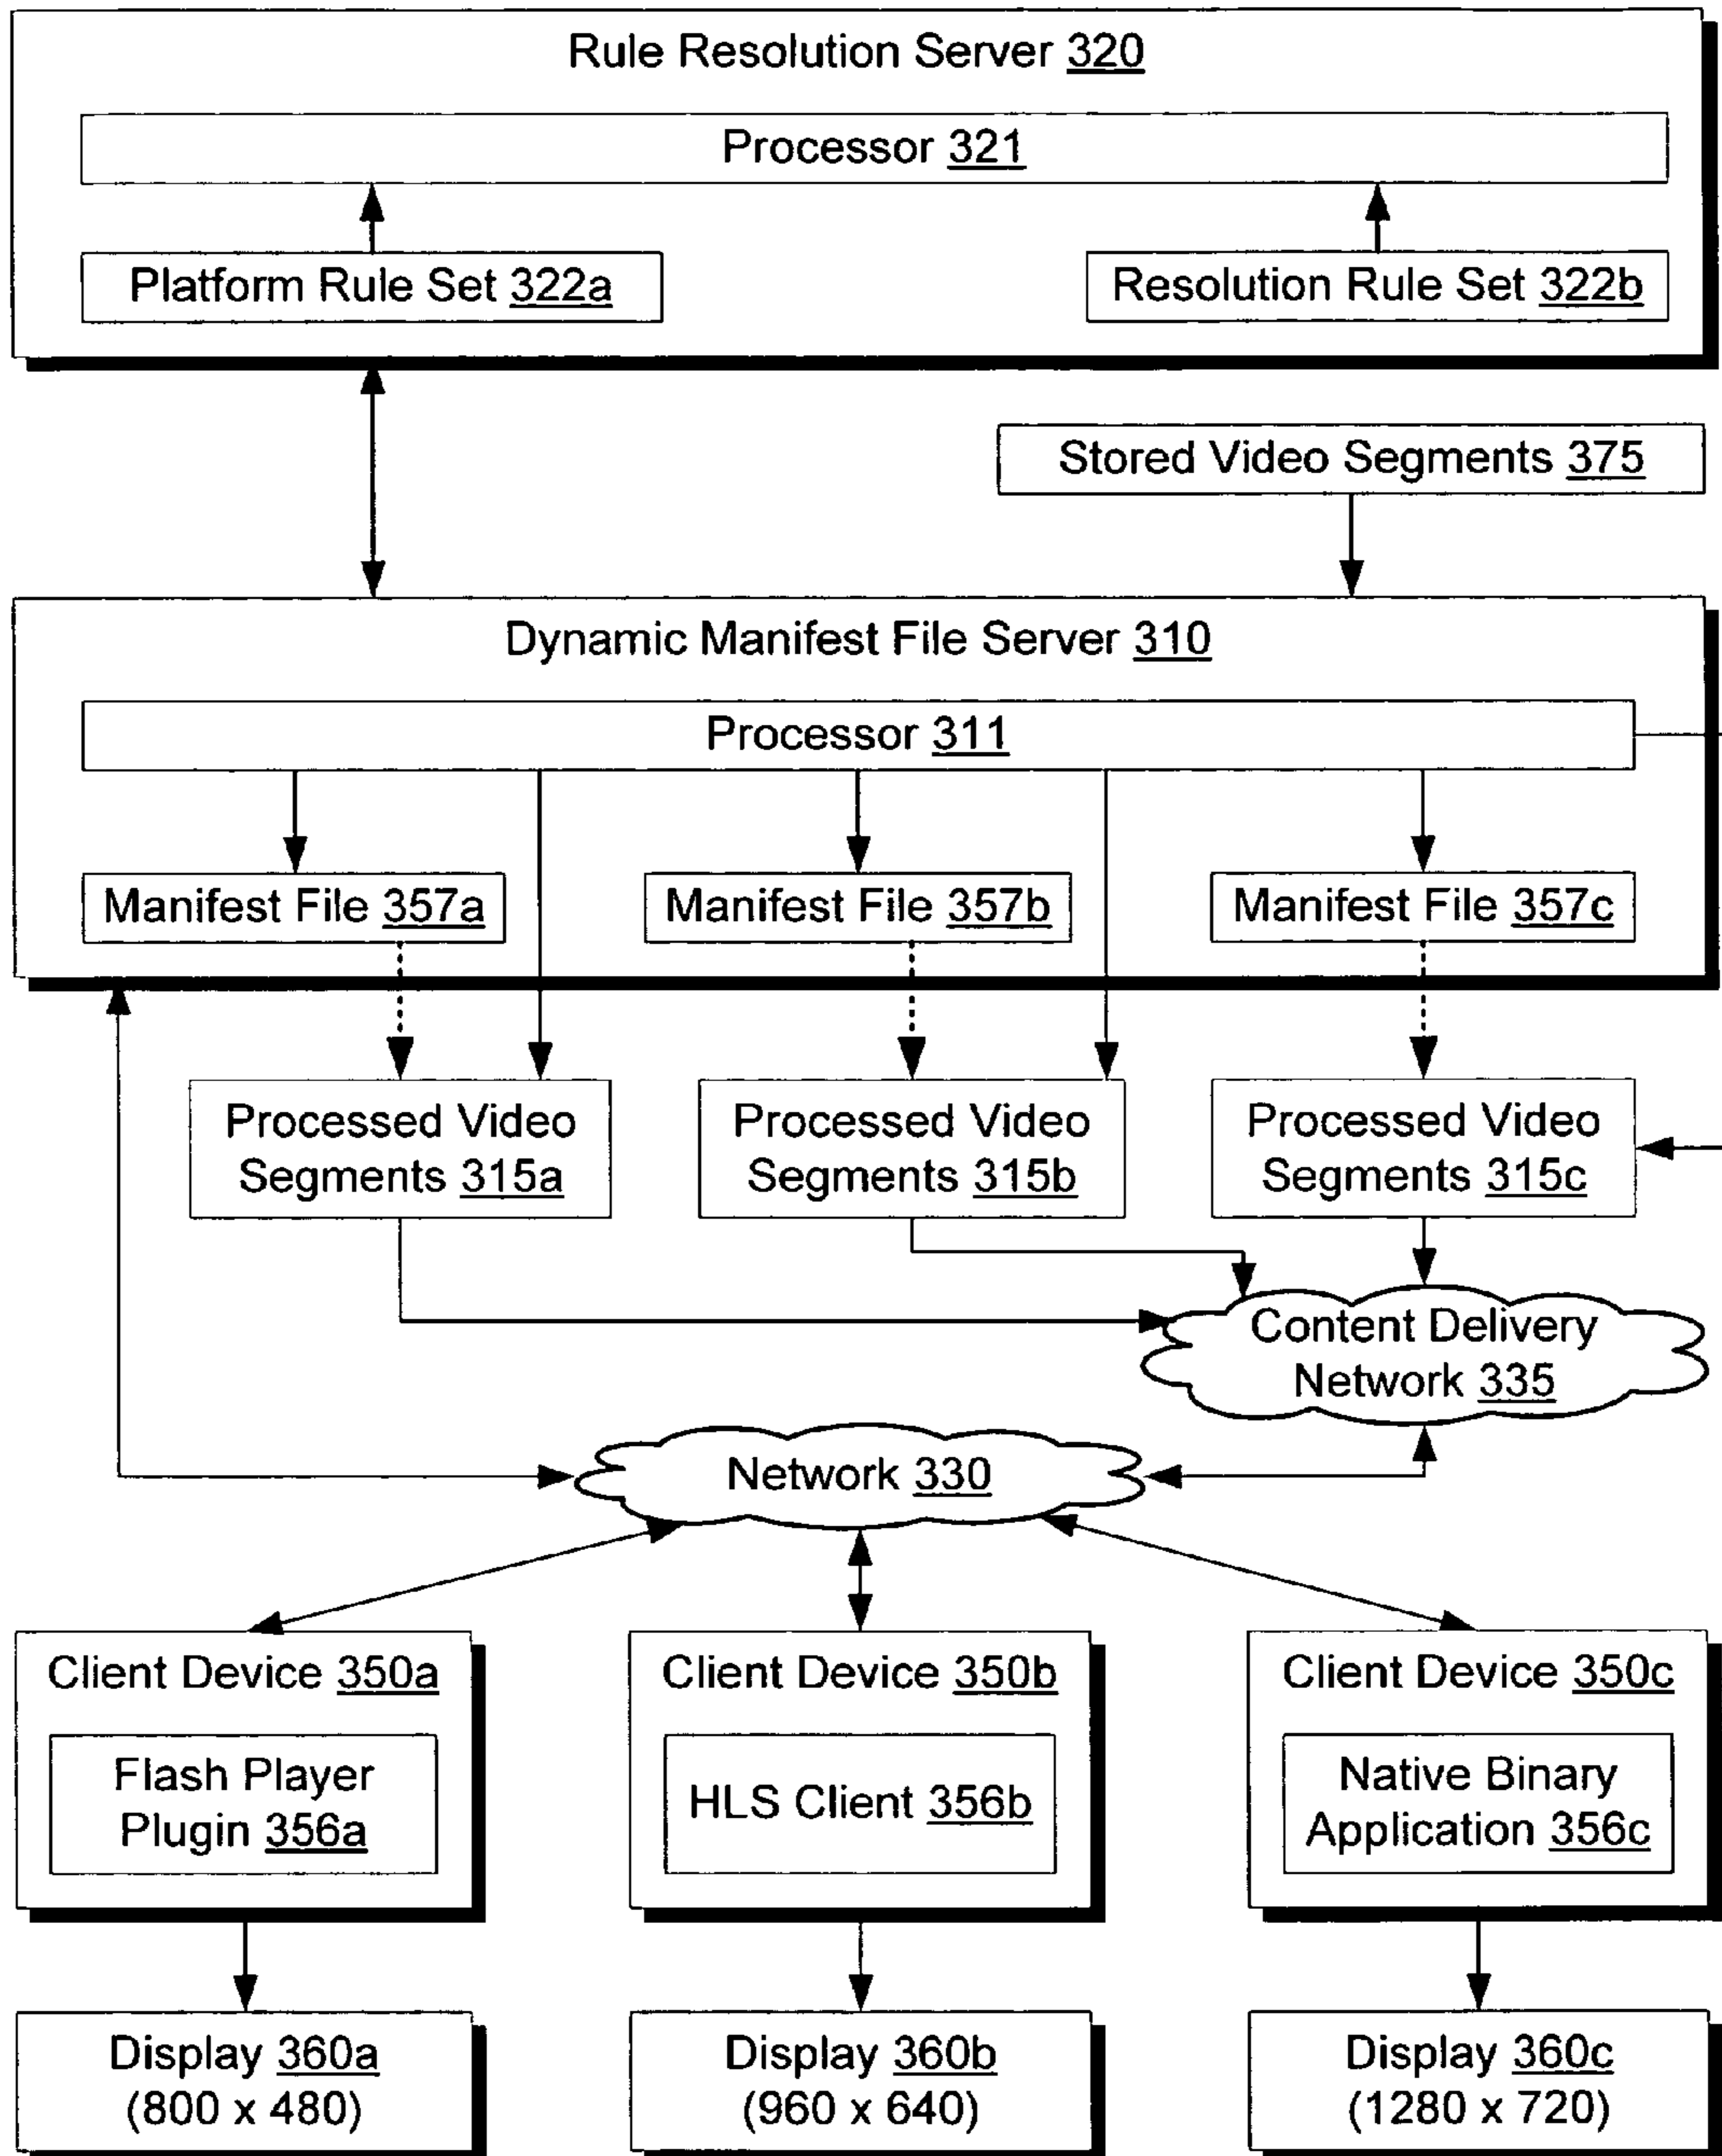 Rule Resolution Server 320
Processor 321
Platform Rule Set 322a
Resolution Rule Set 322b
Stored Video Segments 375
Dynamic Manifest File Server 310
Processor 311
Manifest File 357a
Manifest File 357b
Manifest File 357c
Processed Video
Segments 315a
Processed Video
Segments 315b
Processed Video
Segments 315c
Content Delivery
Network 335
Network 330
Client Device 350a
Flash Player
Plugin 356a
Client Device 350b
HLS Client 356b
Client Device 350c
Native Binary
Application 356c
Display 360a
(800 x 480)
Display 360b
(960 x 640)
Display 360c
(1280 x 720)